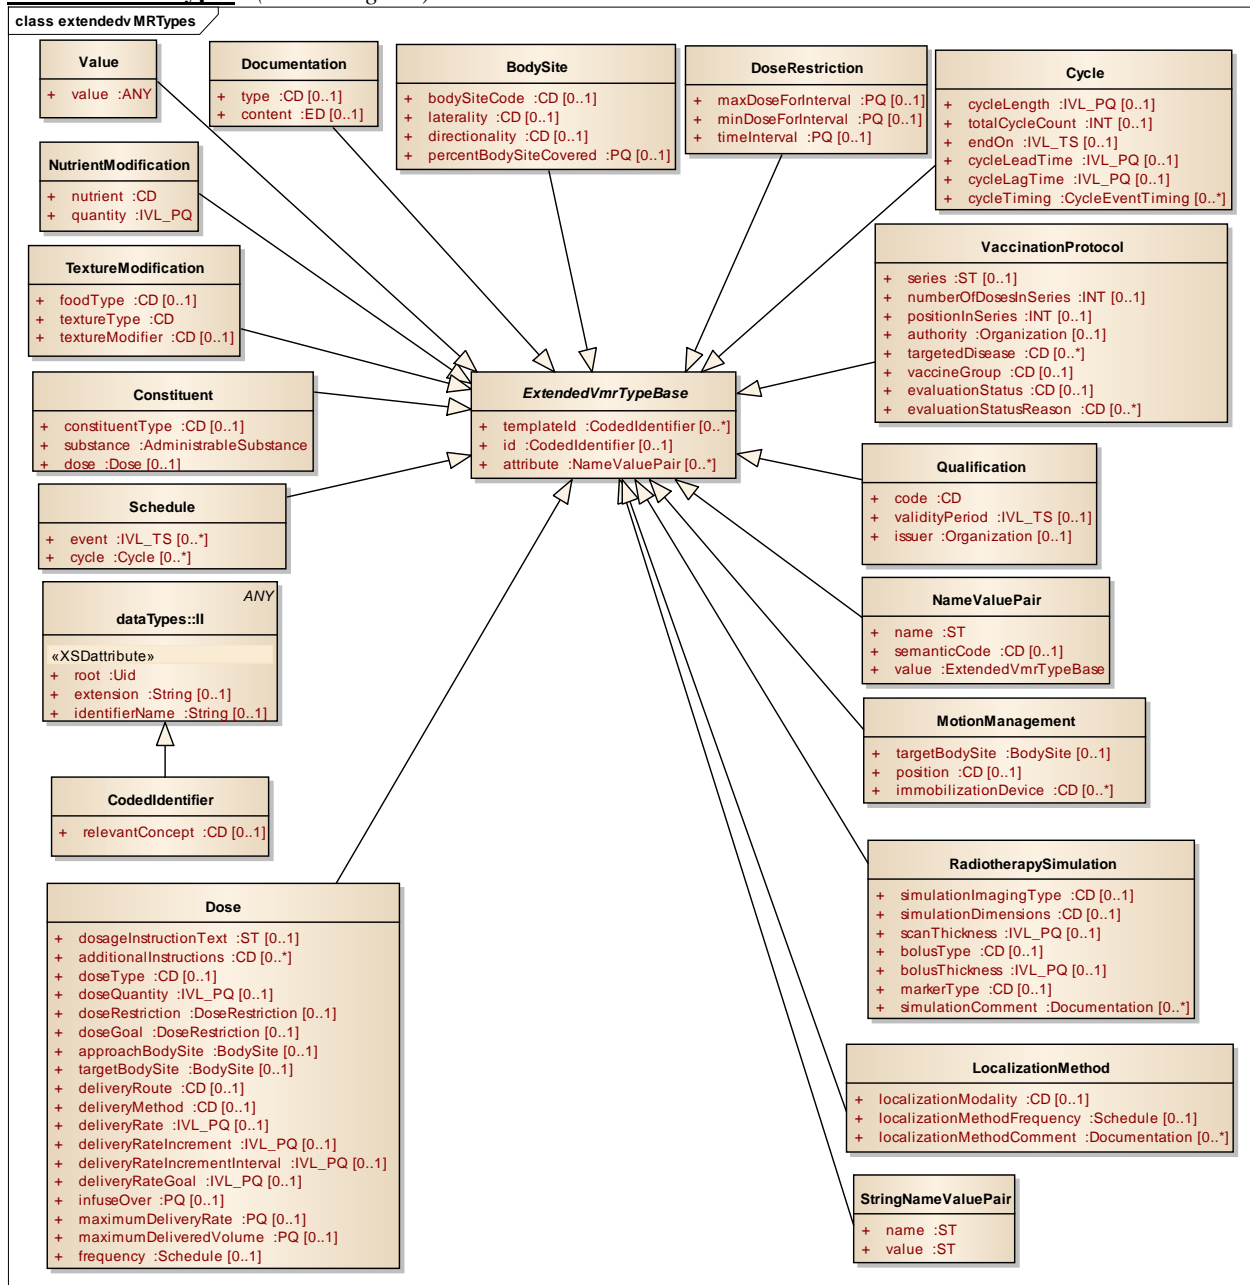 class extendedvMRTypes
Value
+ value :ANY
Documentation
+ type :CD [0..1]
+ content :ED [0..1]
BodySite
+ bodySiteCode :CD [0..1]
+ laterality :CD [0..1]
+ directionality :CD [0..1]
+ percentBodySiteCovered :PQ [0..1]
DoseRestriction
+ maxDoseForInterval :PQ [0..1]
+ minDoseForInterval :PQ [0..1]
+ timeInterval :PQ [0..1]
Cycle
+ cycleLength :IVL_PQ [0..1]
+ totalCycleCount :INT [0..1]
+ endOn :IVL_TS [0..1]
+ cycleLeadTime :IVL_PQ [0..1]
+ cycleLagTime :IVL_PQ [0..1]
+ cycleTiming :CycleEventTiming [0..*]
NutrientModification
+ nutrient :CD
+ quantity :IVL_PQ
VaccinationProtocol
+ series :ST [0..1]
+ numberOfDosesInSeries :INT [0..1]
+ positionInSeries :INT [0..1]
+ authority :Organization [0..1]
+ targetedDisease :CD [0..*]
+ vaccineGroup :CD [0..1]
+ evaluationStatus :CD [0..1]
+ evaluationStatusReason :CD [0..*]
TextureModification
+ foodType :CD [0..1]
+ textureType :CD
+ textureModifier :CD [0..1]
ExtendedVmrTypeBase
+ templateId :CodedIdentifier [0..*]
+ id :CodedIdentifier [0..1]
+ attribute :NameValuePair [0..*]
Constituent
+ constituentType :CD [0..1]
+ substance :AdministrableSubstance
+ dose :Dose [0..1]
Qualification
+ code :CD
+ validityPeriod :IVL_TS [0..1]
+ issuer :Organization [0..1]
Schedule
+ event :IVL_TS [0..*]
+ cycle :Cycle [0..*]
NameValuePair
+ name :ST
+ semanticCode :CD [0..1]
+ value :ExtendedVmrTypeBase
ANY
dataTypes::II
«XSDattribute»
+ root :Uid
+ extension :String [0..1]
+ identifierName :String [0..1]
MotionManagement
+ targetBodySite :BodySite [0..1]
+ position :CD [0..1]
+ immobilizationDevice :CD [0..*]
CodedIdentifier
+ relevantConcept :CD [0..1]
RadiotherapySimulation
+ simulationImagingType :CD [0..1]
+ simulationDimensions :CD [0..1]
+ scanThickness :IVL_PQ [0..1]
+ bolusType :CD [0..1]
+ bolusThickness :IVL_PQ [0..1]
+ markerType :CD [0..1]
+ simulationComment :Documentation [0..*]
Dose
+ dosageInstructionText :ST [0..1]
+ additionalInstructions :CD [0..*]
+ doseType :CD [0..1]
+ doseQuantity :IVL_PQ [0..1]
+ doseRestriction :DoseRestriction [0..1]
+ doseGoal :DoseRestriction [0..1]
+ approachBodySite :BodySite [0..1]
+ targetBodySite :BodySite [0..1]
+ deliveryRoute :CD [0..1]
+ deliveryMethod :CD [0..1]
+ deliveryRate :IVL_PQ [0..1]
+ deliveryRateIncrement :IVL_PQ [0..1]
+ deliveryRateIncrementInterval :IVL_PQ [0..1]
+ deliveryRateGoal :IVL_PQ [0..1]
+ infuseOver :PQ [0..1]
+ maximumDeliveryRate :PQ [0..1]
+ maximumDeliveredVolume :PQ [0..1]
+ frequency :Schedule [0..1]
LocalizationMethod
+ localizationModality :CD [0..1]
+ localizationMethodFrequency :Schedule [0..1]
+ localizationMethodComment :Documentation [0..*]
StringNameValuePair
+ name :ST
+ value :ST